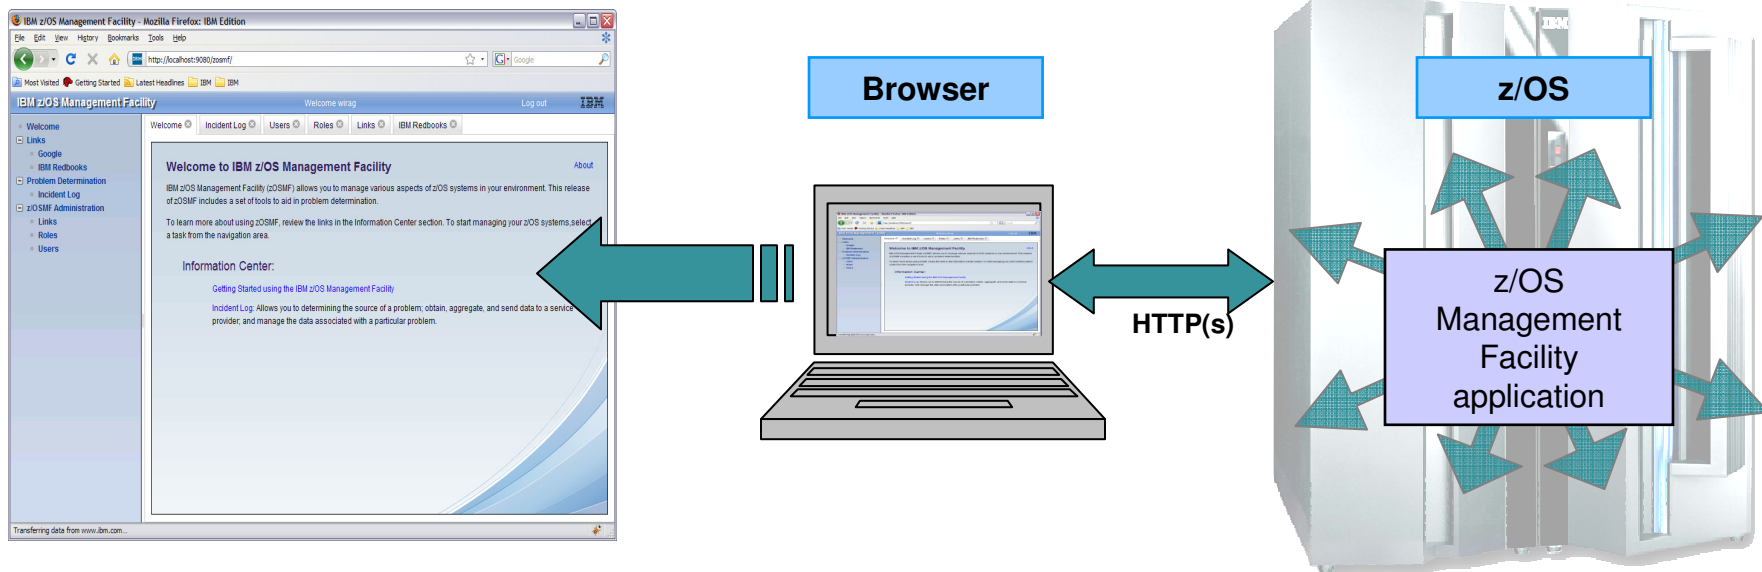 IBM z/OS Management Facility - Mozilla Firefox: IBM Edition
File Edit View History Bookmarks Tools Help
http://localhost:9080/zosmf/
Google
Most Visited Getting Started Latest Headlines IBM IBM
IBM z/OS Management Facility
Welcome wirag
Log out
IBM
Welcome
Links
Google
IBM Redbooks
Problem Determination
Incident Log
z/OSMF Administration
Links
Roles
Users
Welcome Incident Log Users Roles Links IBM Redbooks
Welcome to IBM z/OS Management Facility
About
IBM z/OS Management Facility (zOSMF) allows you to manage various aspects of z/OS systems in your environment. This release
of zOSMF includes a set of tools to aid in problem determination.
To learn more about using zOSMF, review the links in the Information Center section. To start managing your z/OS systems,select
a task from the navigation area.
Information Center:
Getting Started using the IBM z/OS Management Facility
Incident Log: Allows you to determining the source of a problem; obtain, aggregate, and send data to a service
provider; and manage the data associated with a particular problem.
Transferring data from www.ibm.com...
Browser
HTTP(s)
IBM
z/OS
z/OS
Management
Facility
application